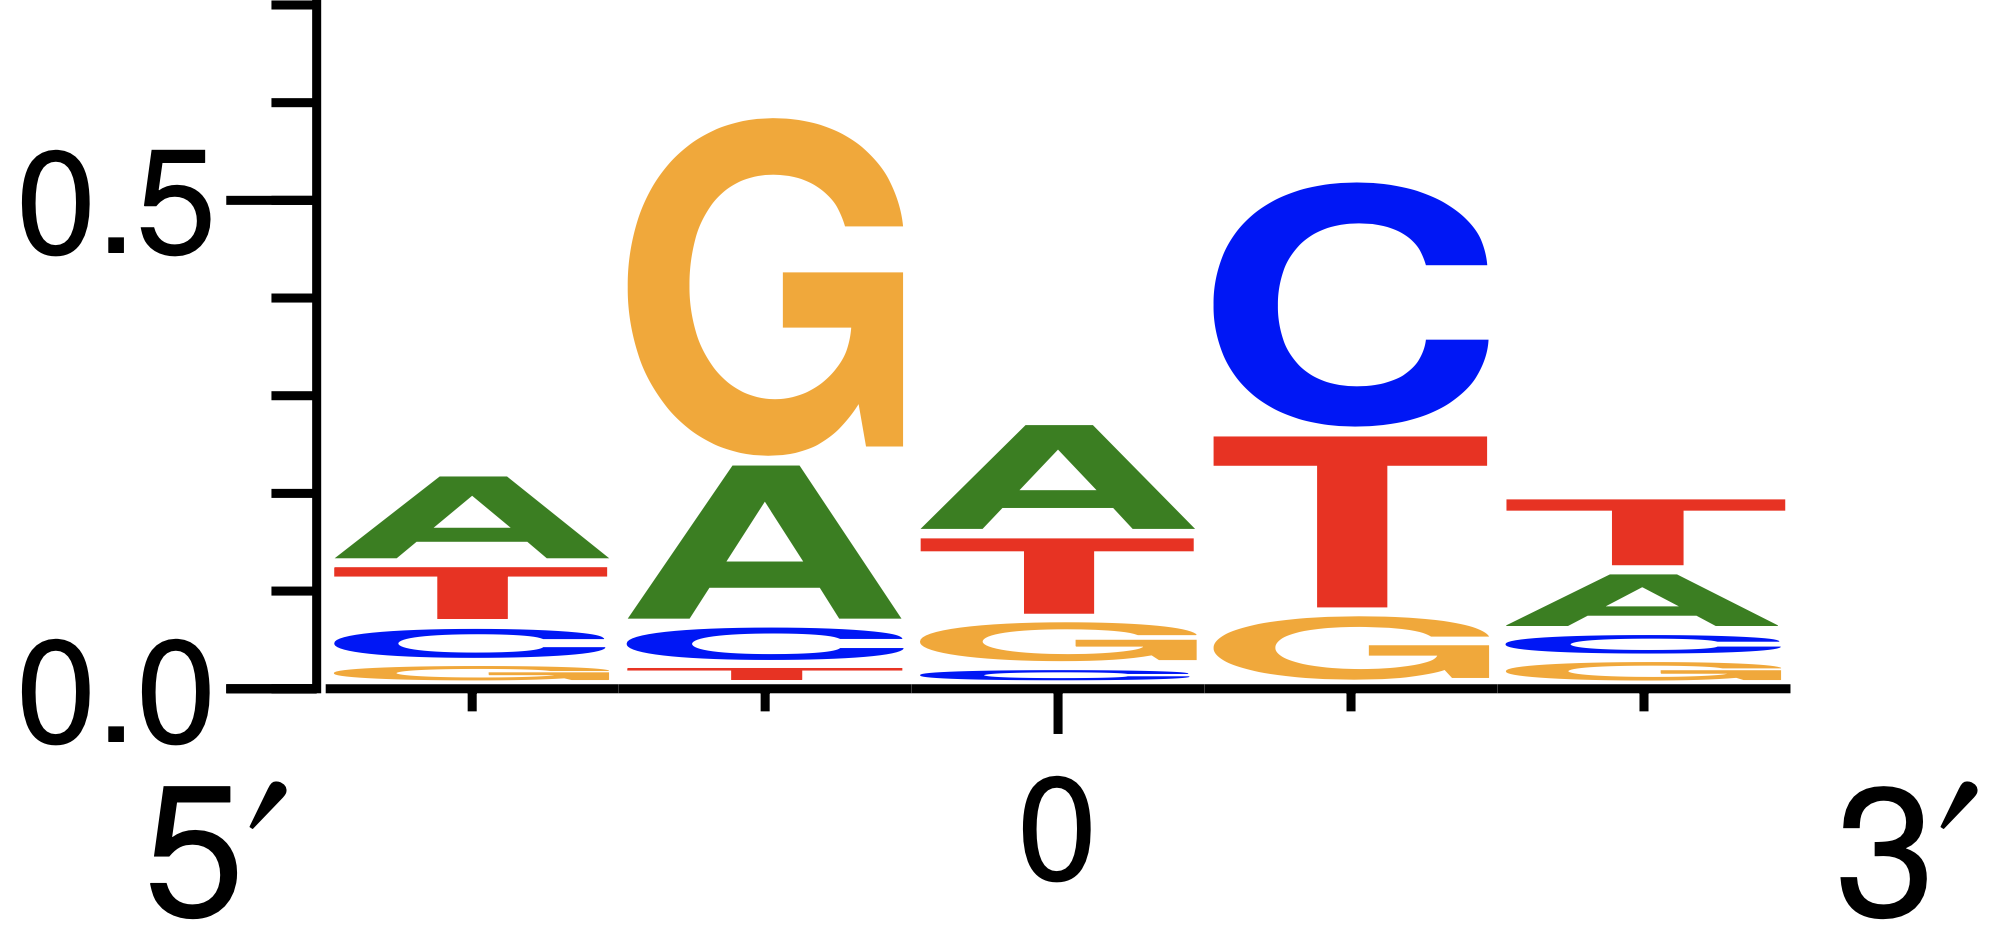 0.5
0.0
G C
A A A T T
T A T A
C C G G C
G T C G
0
5′ 3′